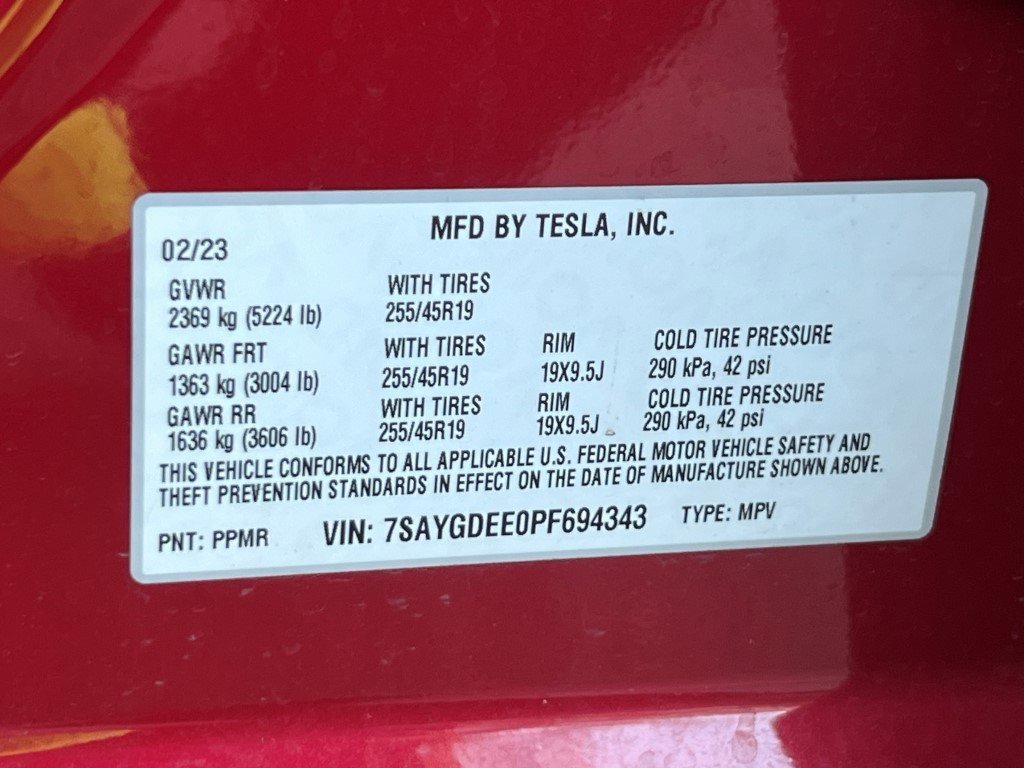 MFD BY TESLA, INC.
02/23
GVWR WITH TIRES
2369 kg (5224 lb) 255/45R19
GAWR FRT WITH TIRES RIM COLD TIRE PRESSURE
1363 kg (3004 lb) 255/45R19 19X9.5J 290 kPa, 42 psi
GAWR RR WITH TIRES RIM COLD TIRE PRESSURE
1636 kg (3606 lb) 255/45R19 19X9.5J 290 kPa, 42 psi
THIS VEHICLE CONFORMS TO ALL APPLICABLE U.S. FEDERAL MOTOR VEHICLE SAFETY AND
THEFT PREVENTION STANDARDS IN EFFECT ON THE DATE OF MANUFACTURE SHOWN ABOVE.
PNT: PPMR VIN: 7SAYGDEE0PF694343 TYPE: MPV